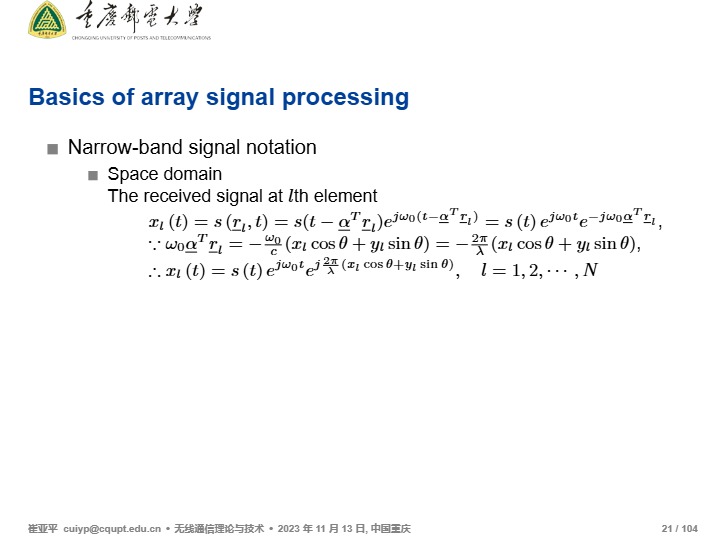 重慶郵電大學
CHONGQING UNIVERSITY OF POSTS AND TELECOMMUNICATIONS
Basics of array signal processing
Narrow-band signal notation
Space domain
The received signal at lth element
x_l (t) = s (r_l, t) = s(t − α^T r_l)e^{jω_0(t−α^T r_l)} = s (t) e^{jω_0 t} e^{−jω_0 α^T r_l},
∵ ω_0 α^T r_l = −ω_0/c (x_l cos θ + y_l sin θ) = −2π/λ (x_l cos θ + y_l sin θ),
∴ x_l (t) = s (t) e^{jω_0 t} e^{j 2π/λ (x_l cos θ+y_l sin θ)}, l = 1, 2, ⋯ , N
崔亚平 cuiyp@cqupt.edu.cn • 无线通信理论与技术 • 2023 年 11 月 13 日, 中国重庆 21 / 104